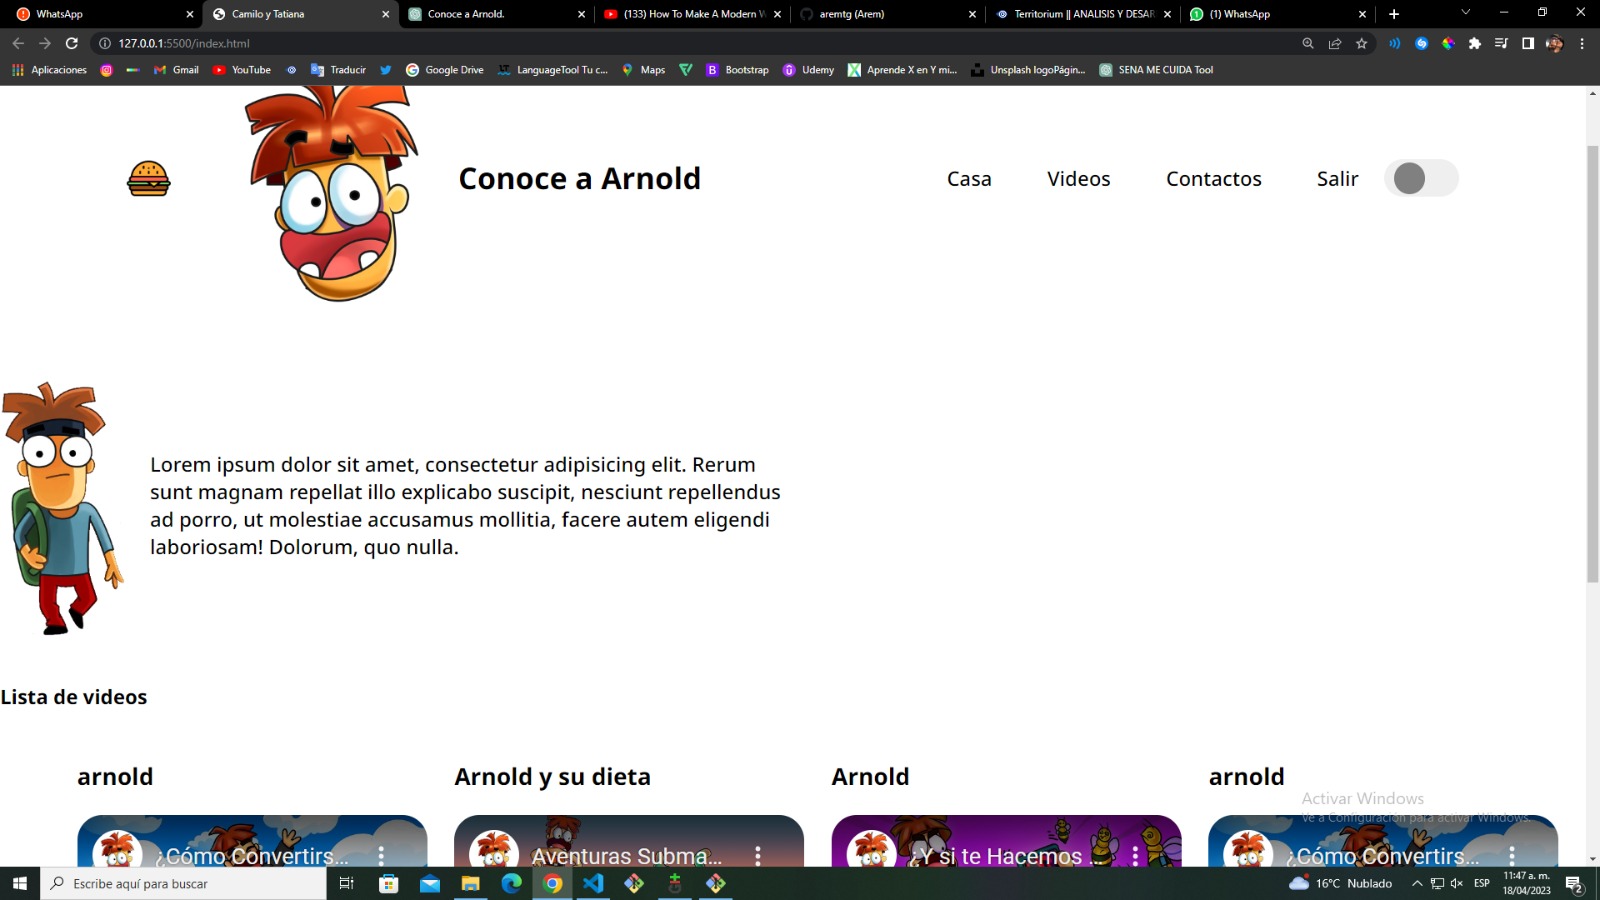 WhatsApp
Camilo y Tatiana
Conoce a Arnold.
(133) How To Make A Modern W
aremtg (Arem)
Territorium || ANALISIS Y DESAR
(1) WhatsApp
127.0.0.1:5500/index.html
Aplicaciones
Gmail
YouTube
Traducir
Google Drive
LanguageTool Tu c...
Maps
Bootstrap
Udemy
Aprende X en Y mi...
Unsplash logoPágin...
SENA ME CUIDA Tool
Conoce a Arnold
Casa
Videos
Contactos
Salir
Lorem ipsum dolor sit amet, consectetur adipisicing elit. Rerum
sunt magnam repellat illo explicabo suscipit, nesciunt repellendus
ad porro, ut molestiae accusamus mollitia, facere autem eligendi
laboriosam! Dolorum, quo nulla.
Lista de videos
arnold
Arnold y su dieta
Arnold
arnold
¿Cómo Convertirs...
Aventuras Subma...
¿Y si te Hacemos ...
¿Cómo Convertirs...
Activar Windows
Ve a Configuración para activar Windows.
Escribe aquí para buscar
16°C Nublado
ESP
11:47 a. m.
18/04/2023
2